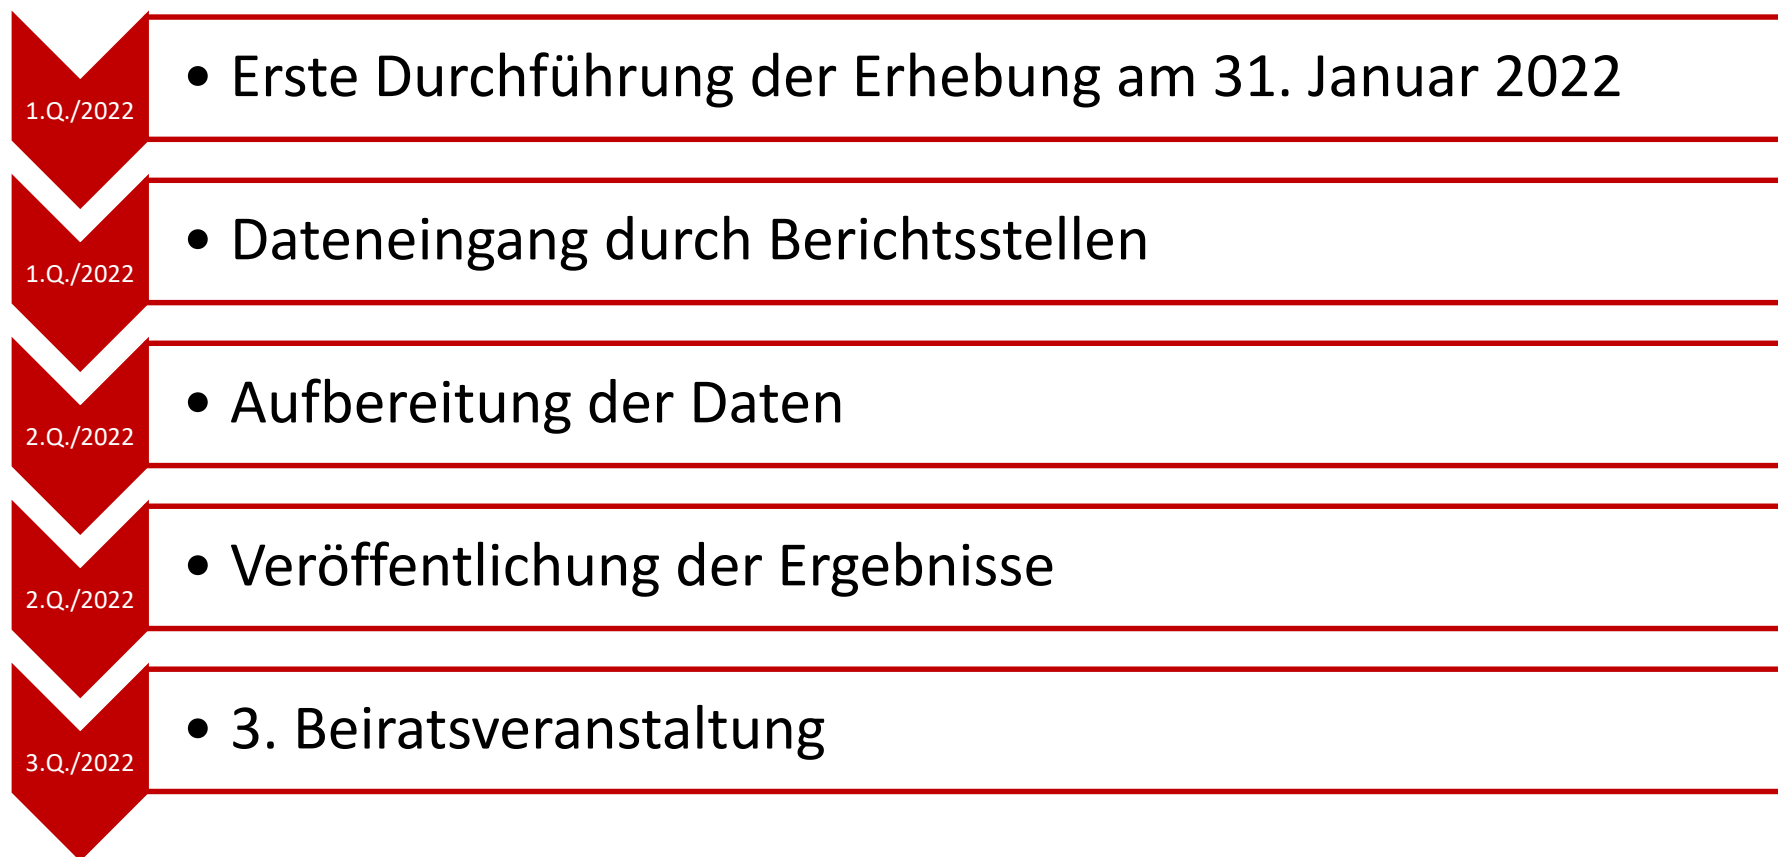 1.Q./2022
• Erste Durchführung der Erhebung am 31. Januar 2022
1.Q./2022
• Dateneingang durch Berichtsstellen
2.Q./2022
• Aufbereitung der Daten
2.Q./2022
• Veröffentlichung der Ergebnisse
3.Q./2022
• 3. Beiratsveranstaltung